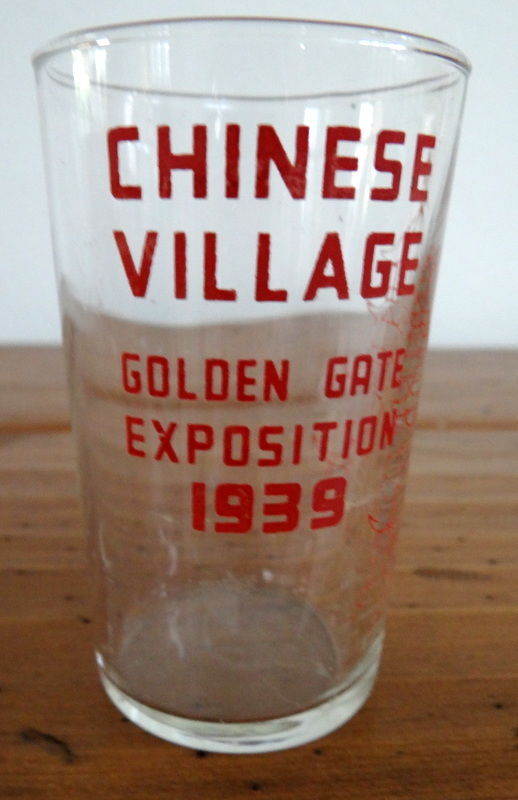 CHINESE
VILLAGE
GOLDEN GATE
EXPOSITION
1939